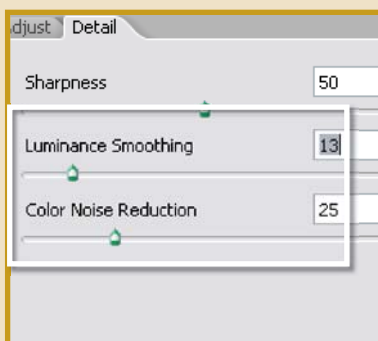 djust Detail
Sharpness 50
Luminance Smoothing 13
Color Noise Reduction 25